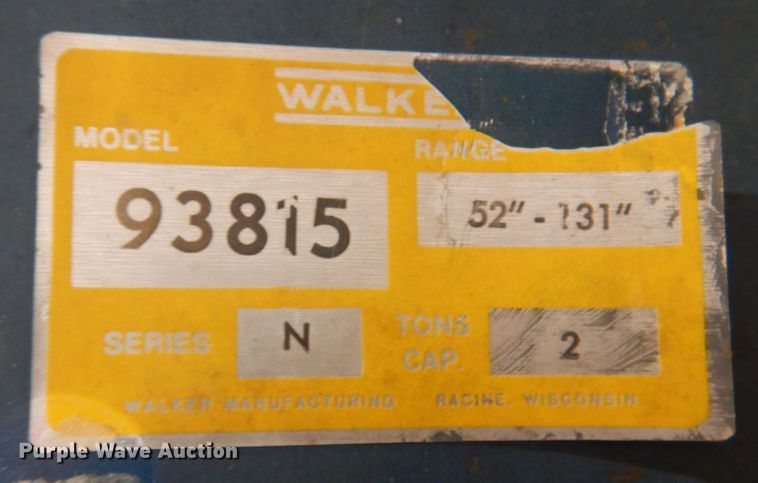 WALKE
MODEL
RANGE
93815
52" - 131"
SERIES N
TONS CAP. 2
WALKER MANUFACTURING RACINE, WISCONSIN
Purple Wave Auction